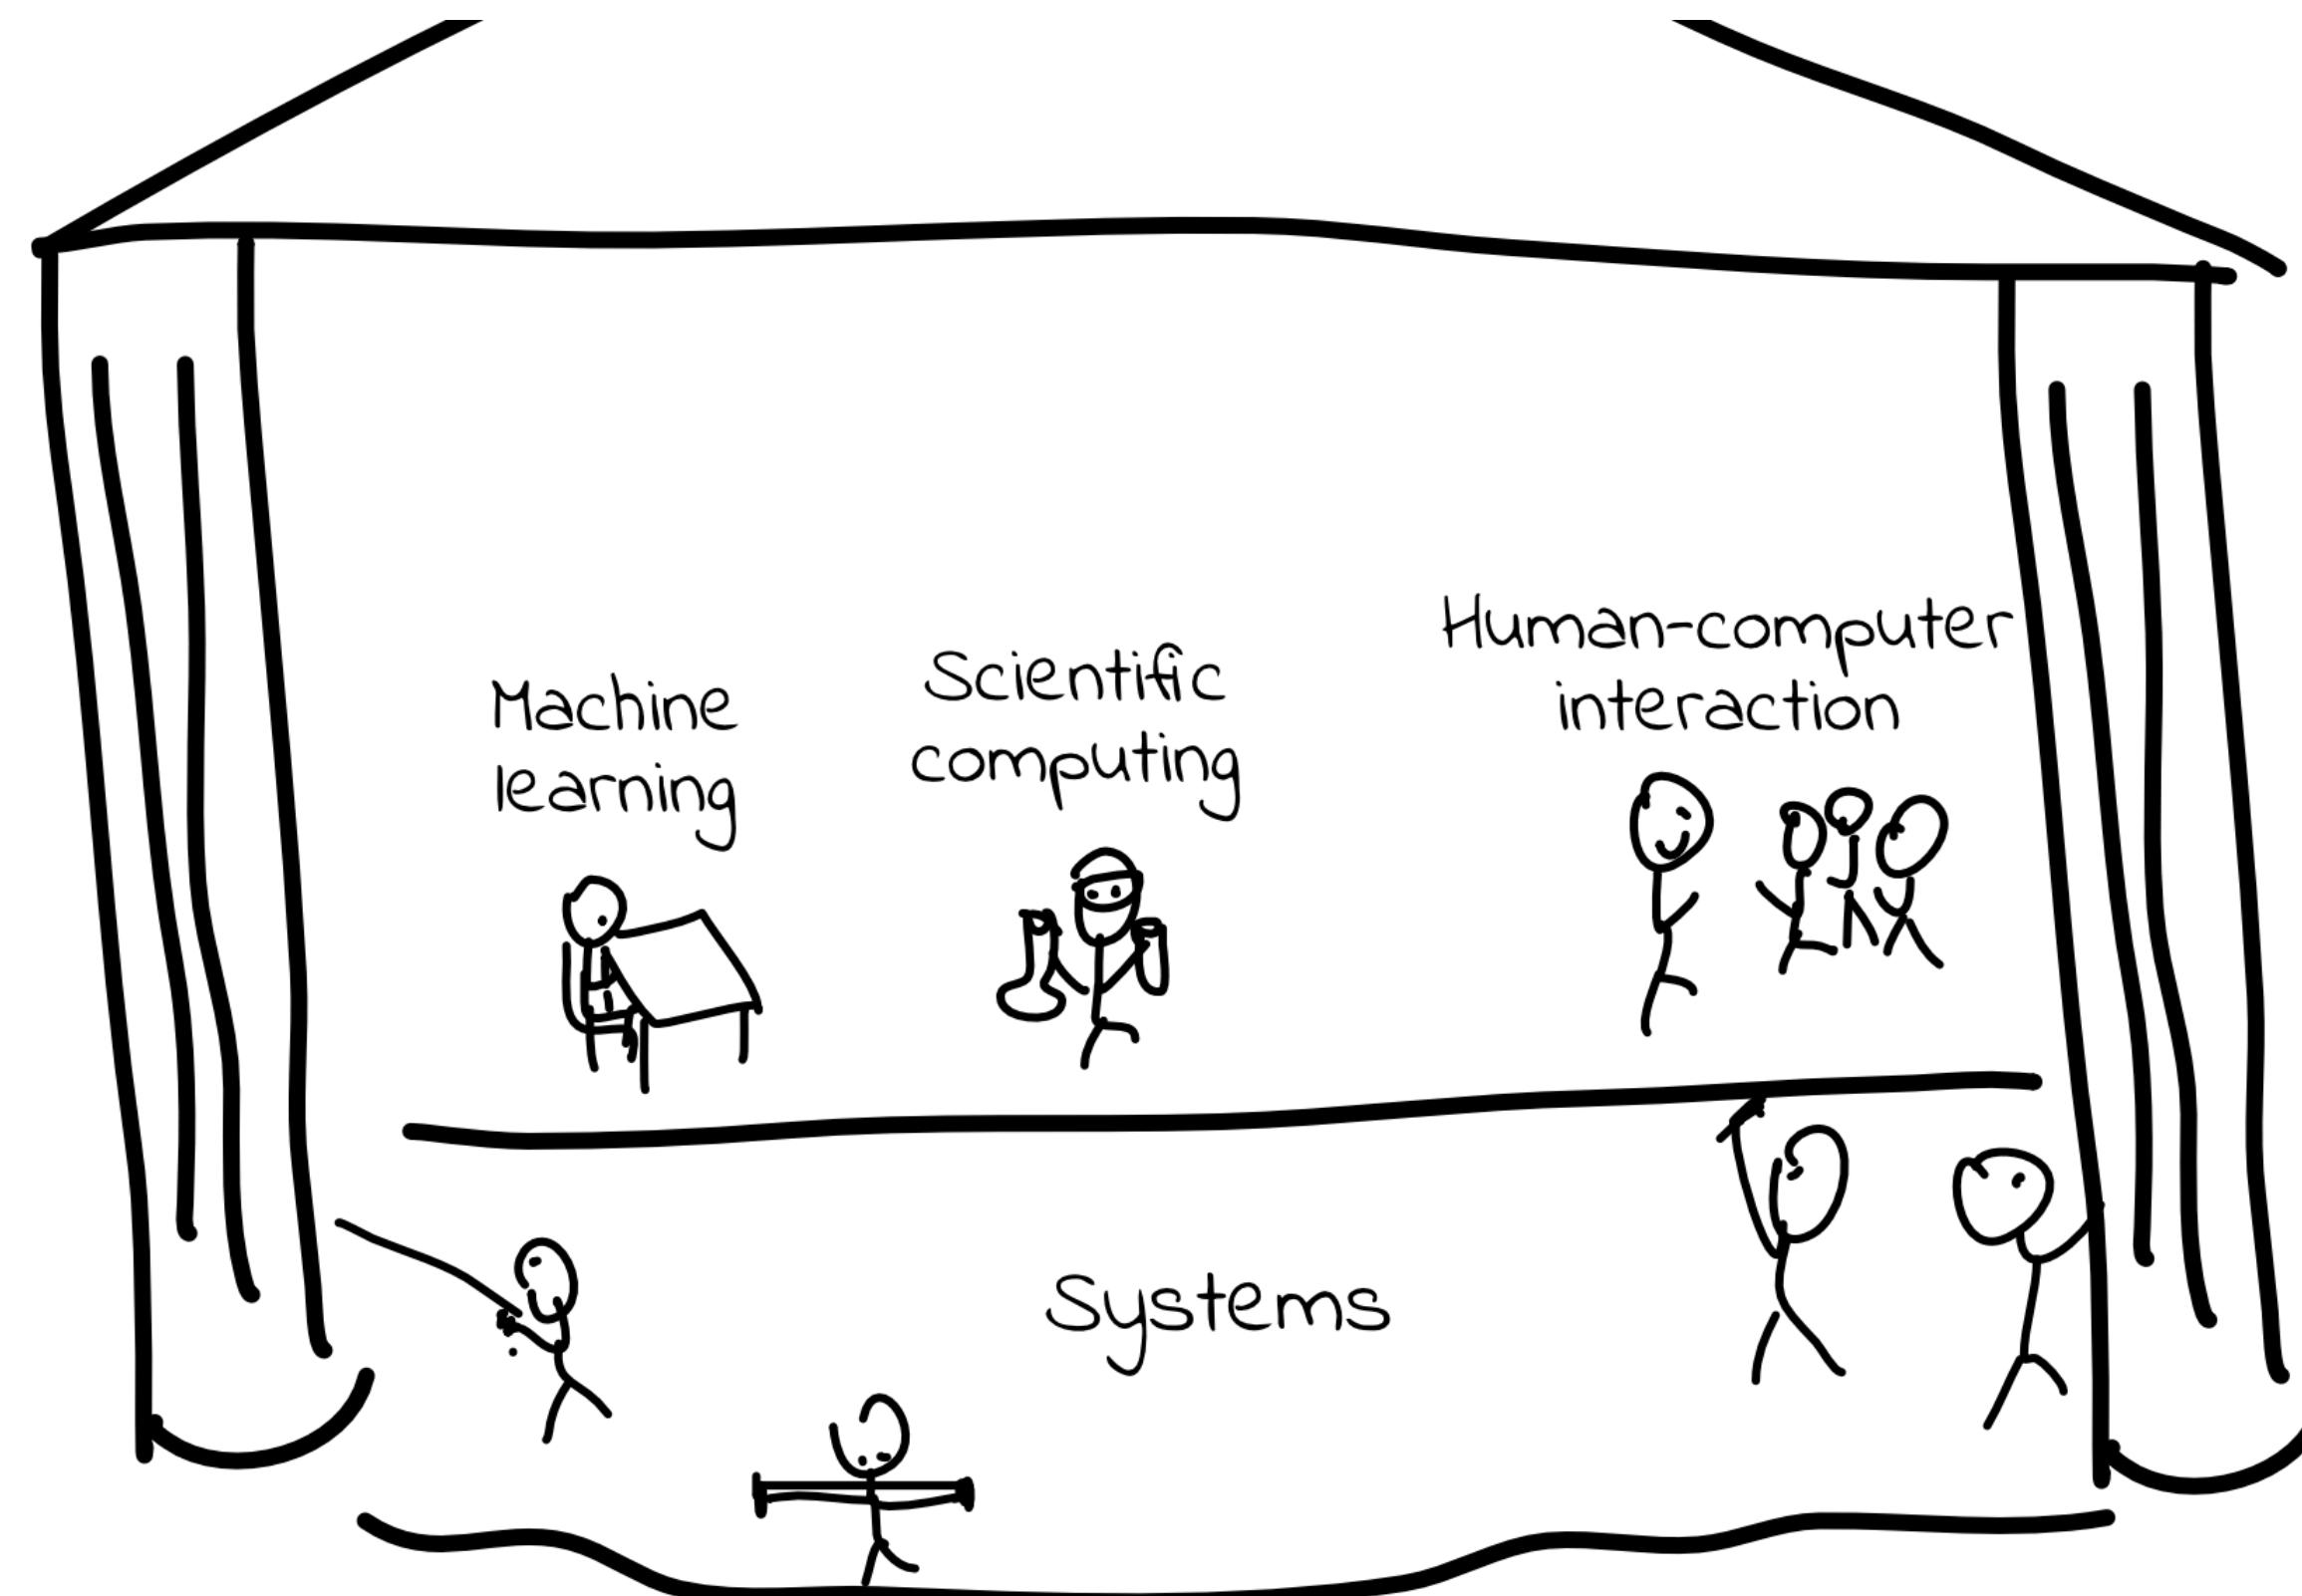 Machine
learning
Scientific
computing
Human-computer
interaction
Systems